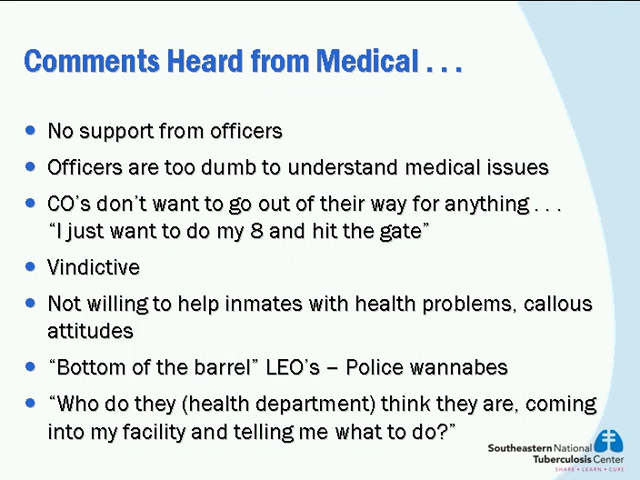 Comments Heard from Medical . . .
• No support from officers
• Officers are too dumb to understand medical issues
• CO's don't want to go out of their way for anything . . .
“I just want to do my 8 and hit the gate”
• Vindictive
• Not willing to help inmates with health problems, callous
attitudes
• “Bottom of the barrel” LEO's – Police wannabes
• “Who do they (health department) think they are, coming
into my facility and telling me what to do?”
Southeastern National
Tuberculosis Center
SHARE • LEARN • CURE